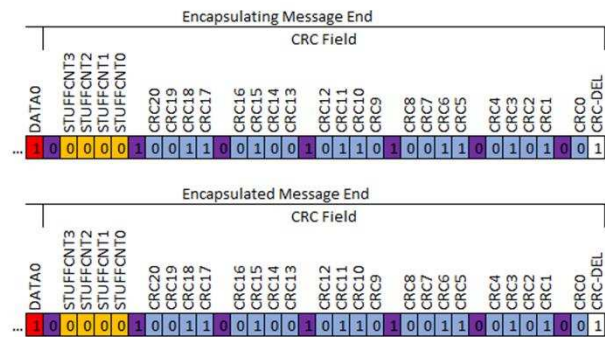 Encapsulating Message End
CRC Field
DATA0 STUFFCNT3 STUFFCNT2 STUFFCNT1 STUFFCNT0 CRC20 CRC19 CRC18 CRC17 CRC16 CRC15 CRC14 CRC13 CRC12 CRC11 CRC10 CRC9 CRC8 CRC7 CRC6 CRC5 CRC4 CRC3 CRC2 CRC1 CRC0 CRC-DEL
... 1 0 0 0 0 0 1 0 0 1 1 0 0 1 0 0 1 0 1 1 0 1 0 0 1 1 0 0 1 0 1 0 0 1
Encapsulated Message End
CRC Field
DATA0 STUFFCNT3 STUFFCNT2 STUFFCNT1 STUFFCNT0 CRC20 CRC19 CRC18 CRC17 CRC16 CRC15 CRC14 CRC13 CRC12 CRC11 CRC10 CRC9 CRC8 CRC7 CRC6 CRC5 CRC4 CRC3 CRC2 CRC1 CRC0 CRC-DEL
... 1 0 0 0 0 0 1 0 0 1 1 0 0 1 0 0 1 0 1 1 0 1 0 0 1 1 0 0 1 0 1 0 0 1